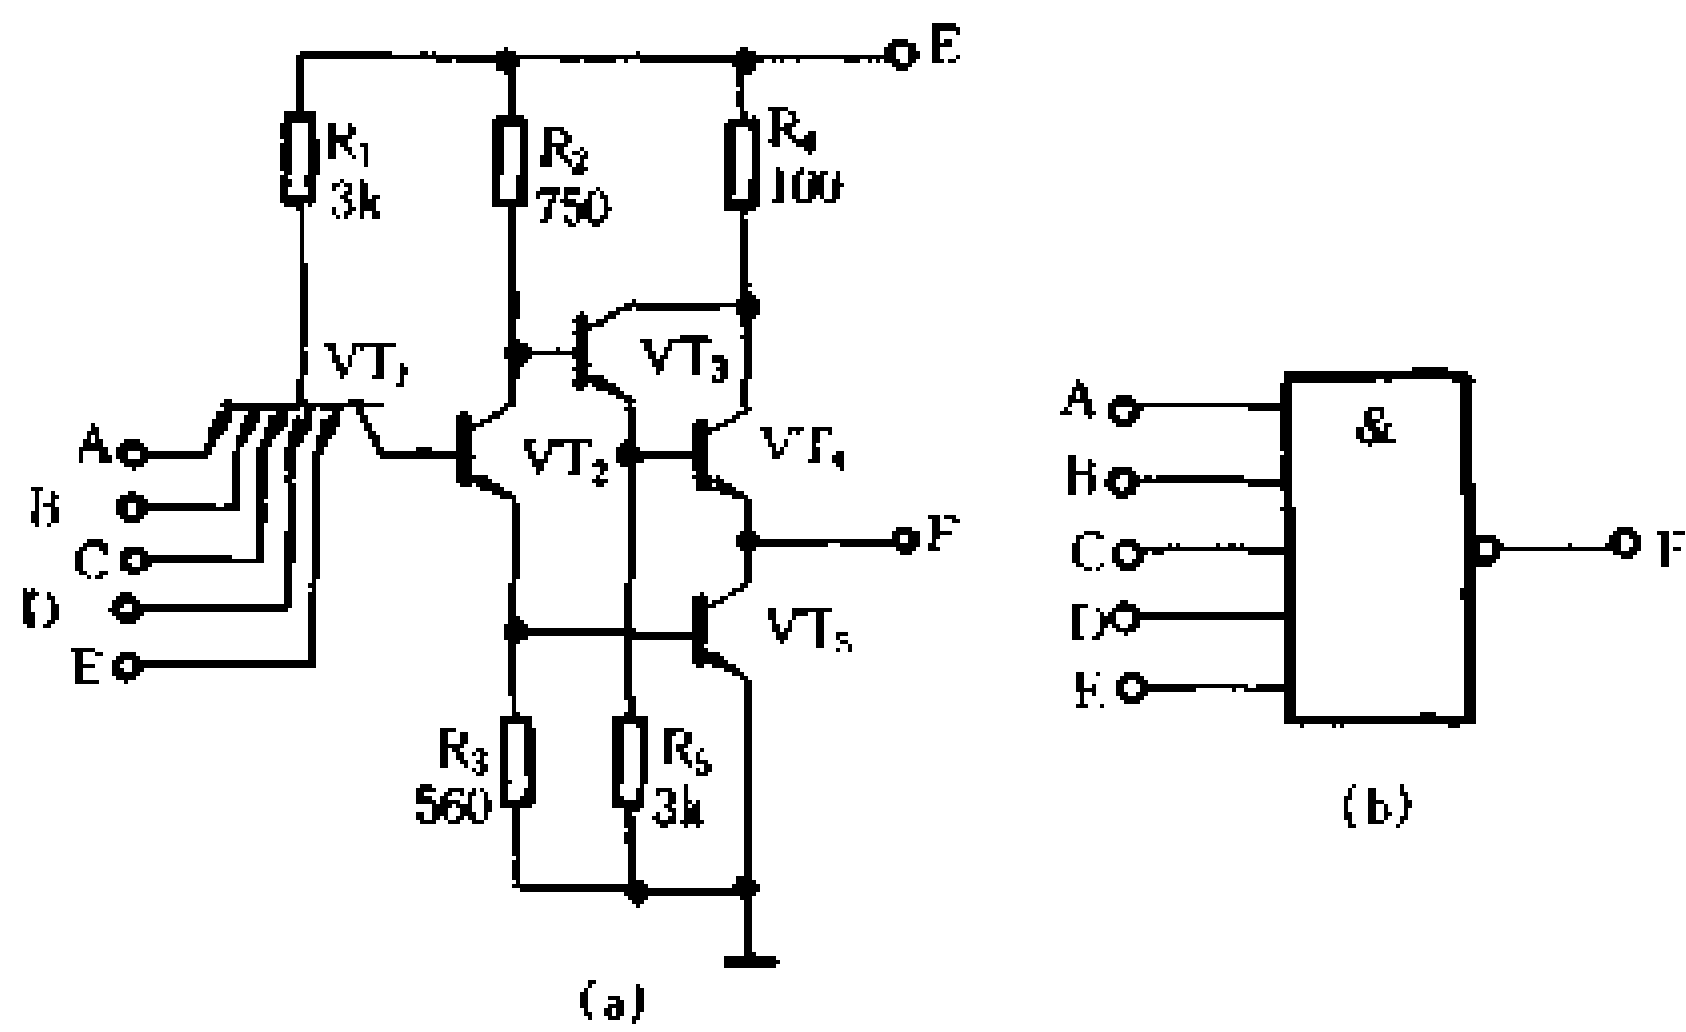 E
R₁
3k
R₂
750
R₄
100
VT₁
VT₃
A
VT₂
VT₄
B
C
F
D
VT₅
E
R₃
560
R₅
3k
(a)
A
&
B
C
F
D
E
(b)